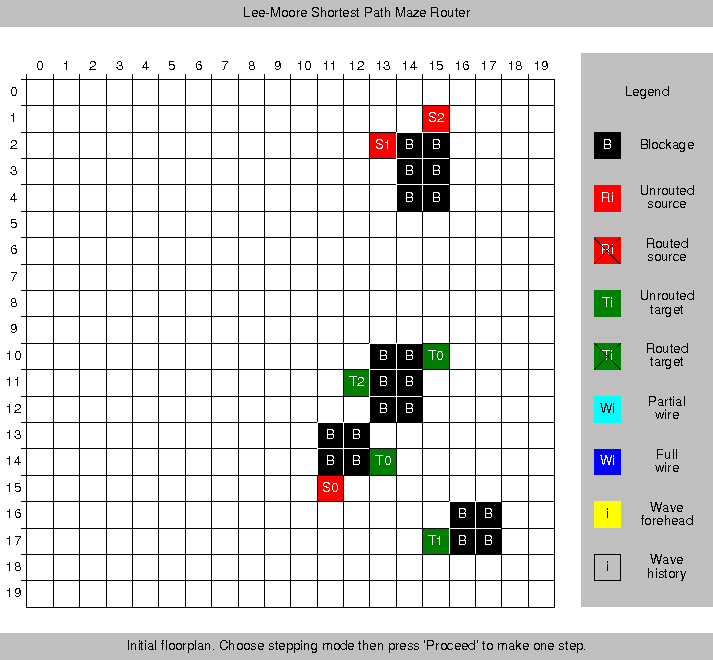 Lee-Moore Shortest Path Maze Router
0 1 2 3 4 5 6 7 8 9 10 11 12 13 14 15 16 17 18 19
0
Legend
1 S2
2 S1 B B
B Blockage
3 B B
4 B B
Ri Unrouted
source
5
6
Ri Routed
source
7
8
Ti Unrouted
target
9
10 B B T0
Ti Routed
target
11 T2 B B
12 B B
Wi Partial
wire
13 B B
14 B B T0
Wi Full
wire
15 S0
16 B B
i Wave
forehead
17 T1 B B
18
i Wave
history
19
Initial floorplan. Choose stepping mode then press 'Proceed' to make one step.